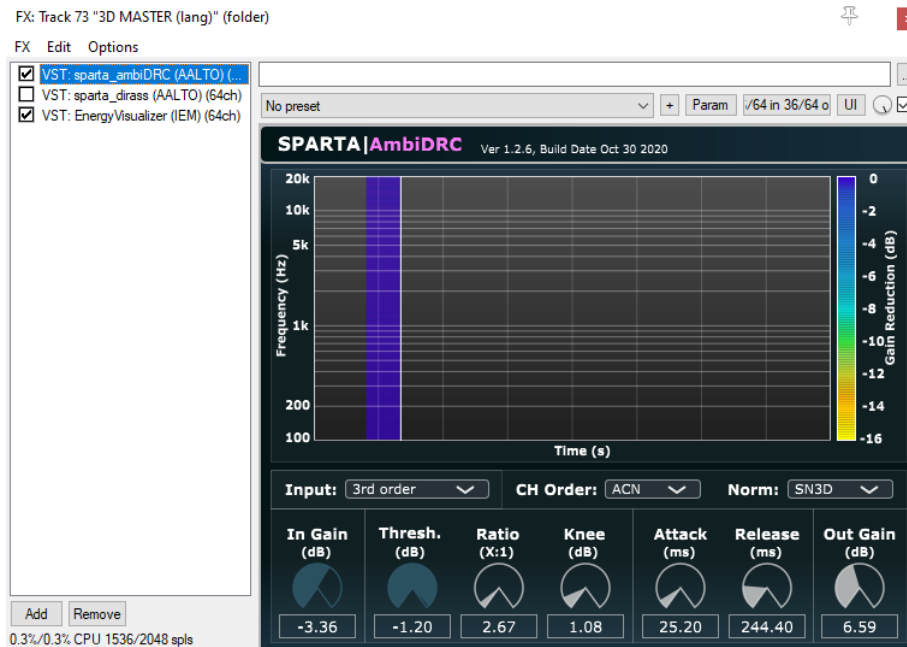 FX: Track 73 "3D MASTER (lang)" (folder)
FX Edit Options
VST: sparta_ambiDRC (AALTO) (...
VST: sparta_dirass (AALTO) (64ch)
VST: EnergyVisualizer (IEM) (64ch)
No preset
+ Param /64 in 36/64 o UI
SPARTA|AmbiDRC Ver 1.2.6, Build Date Oct 30 2020
20k
10k
5k
1k
200
100
Frequency (Hz)
Time (s)
0
-2
-4
-6
-8
-10
-12
-14
-16
Gain Reduction (dB)
Input: 3rd order CH Order: ACN Norm: SN3D
In Gain Thresh. Ratio Knee Attack Release Out Gain
(dB) (dB) (X:1) (dB) (ms) (ms) (dB)
-3.36 -1.20 2.67 1.08 25.20 244.40 6.59
Add Remove
0.3%/0.3% CPU 1536/2048 spls